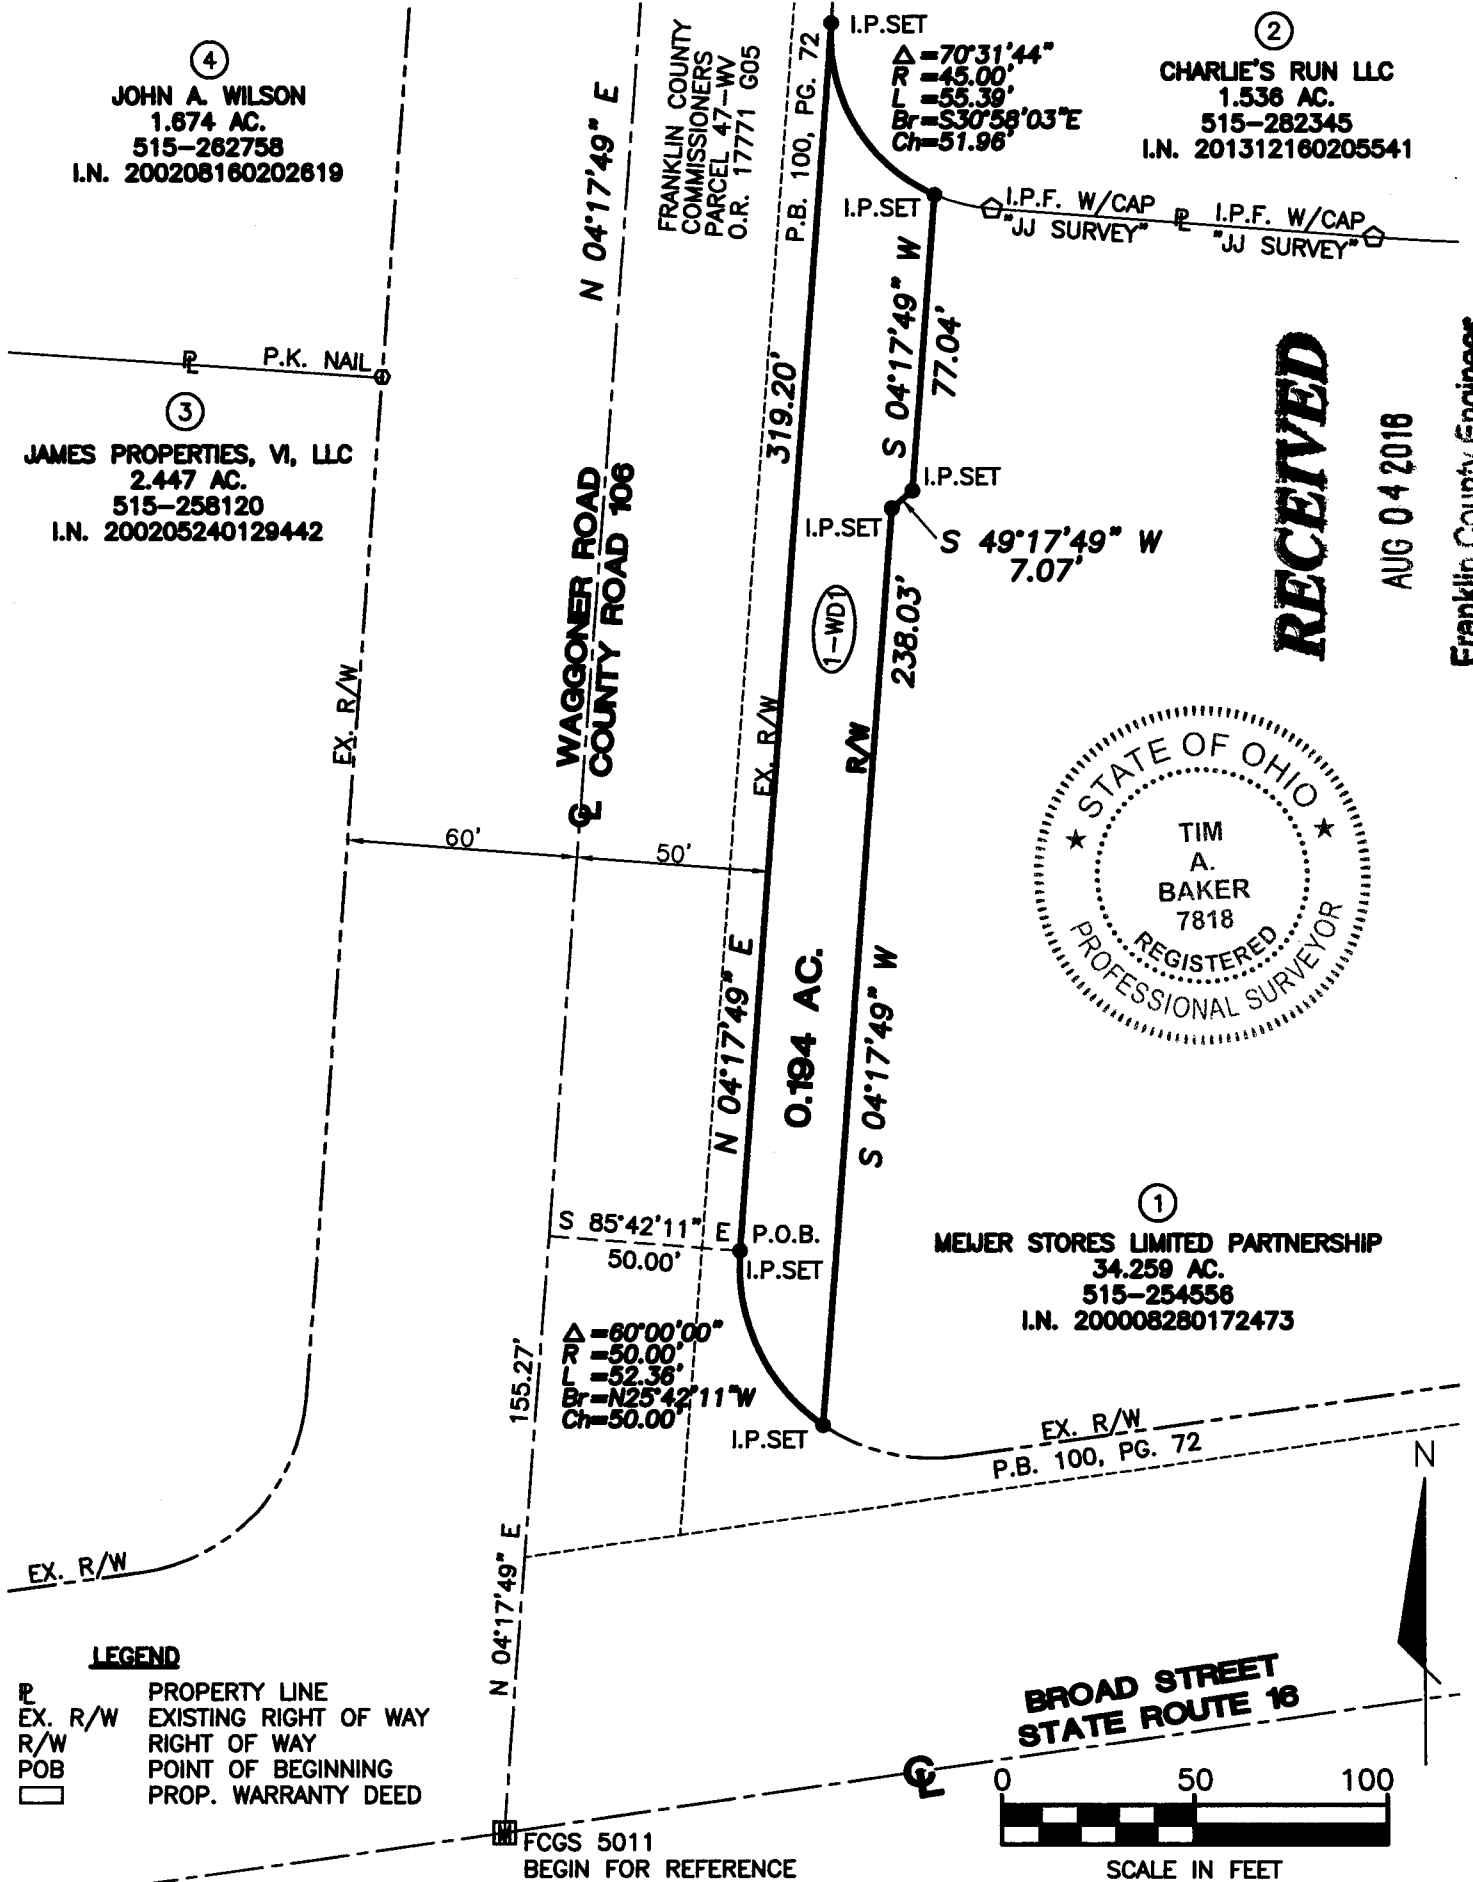 4
JOHN A. WILSON
1.674 AC.
515-262758
I.N. 200208160202619
N 04°17'49" E
FRANKLIN COUNTY
COMMISSIONERS
PARCEL 47-WV
O.R. 17771 G05
P.B. 100, PG. 72
I.P.SET
Δ=70°31'44"
R =45.00'
L =55.39'
Br=S30°58'03"E
Ch=51.96'
2
CHARLIE'S RUN LLC
1.536 AC.
515-282345
I.N. 201312160205541
I.P.SET
I.P.F. W/CAP
"JJ SURVEY"
PL
I.P.F. W/CAP
"JJ SURVEY"
S 04°17'49" W
77.04'
319.20'
PL
P.K. NAIL
3
JAMES PROPERTIES, VI, LLC
2.447 AC.
515-258120
I.N. 200205240129442
I.P.SET
I.P.SET
S 49°17'49" W
7.07'
RECEIVED
AUG 04 2016
Franklin County Engineer
WAGGONER ROAD
COUNTY ROAD 106
CL
1-WD1
238.03'
EX. R/W
EX. R/W
R/W
60'
50'
STATE OF OHIO
TIM
A.
BAKER
7818
REGISTERED
PROFESSIONAL SURVEYOR
N 04°17'49" E
0.194 AC.
S 04°17'49" W
S 85°42'11" E
50.00'
P.O.B.
I.P.SET
1
MEIJER STORES LIMITED PARTNERSHIP
34.259 AC.
515-254556
I.N. 200008280172473
Δ=60°00'00"
R =50.00'
L =52.36'
Br=N25°42'11"W
Ch=50.00'
155.27'
I.P.SET
EX. R/W
P.B. 100, PG. 72
N
N 04°17'49" E
EX. R/W
LEGEND
PL PROPERTY LINE
EX. R/W EXISTING RIGHT OF WAY
R/W RIGHT OF WAY
POB POINT OF BEGINNING
PROP. WARRANTY DEED
BROAD STREET
STATE ROUTE 16
CL
FCGS 5011
BEGIN FOR REFERENCE
0 50 100
SCALE IN FEET